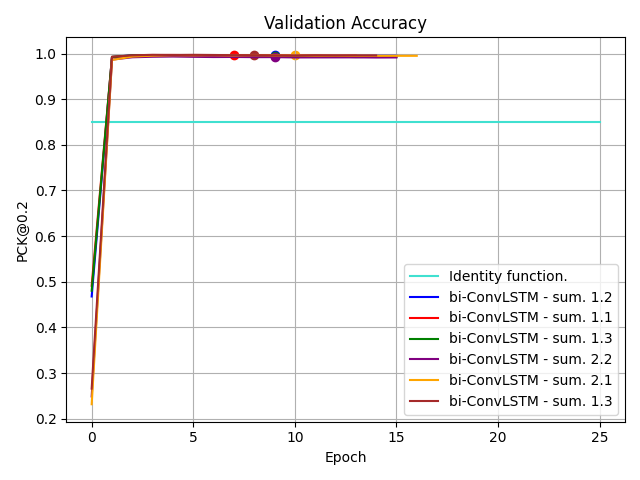 Validation Accuracy
1.0
0.9
0.8
0.7
0.6
0.5
0.4
0.3
0.2
PCK@0.2
0
5
10
15
20
25
Epoch
Identity function.
bi-ConvLSTM - sum. 1.2
bi-ConvLSTM - sum. 1.1
bi-ConvLSTM - sum. 1.3
bi-ConvLSTM - sum. 2.2
bi-ConvLSTM - sum. 2.1
bi-ConvLSTM - sum. 1.3